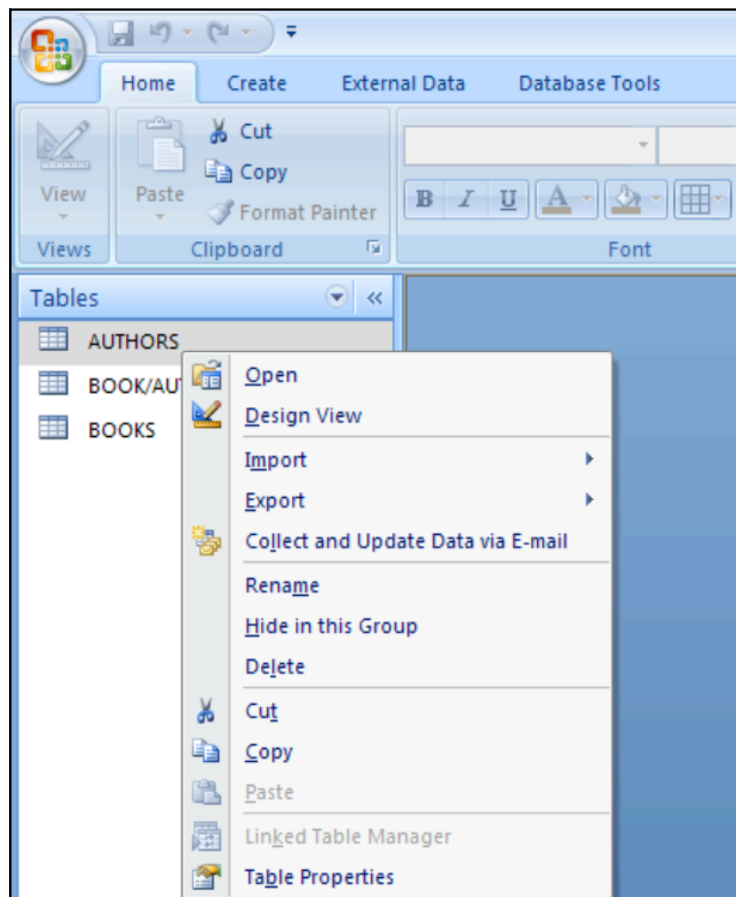 Home Create External Data Database Tools
View
Paste
Cut
Copy
Format Painter
B I U A
Views Clipboard Font
Tables
AUTHORS
BOOK/AU
BOOKS
Open
Design View
Import
Export
Collect and Update Data via E-mail
Rename
Hide in this Group
Delete
Cut
Copy
Paste
Linked Table Manager
Table Properties